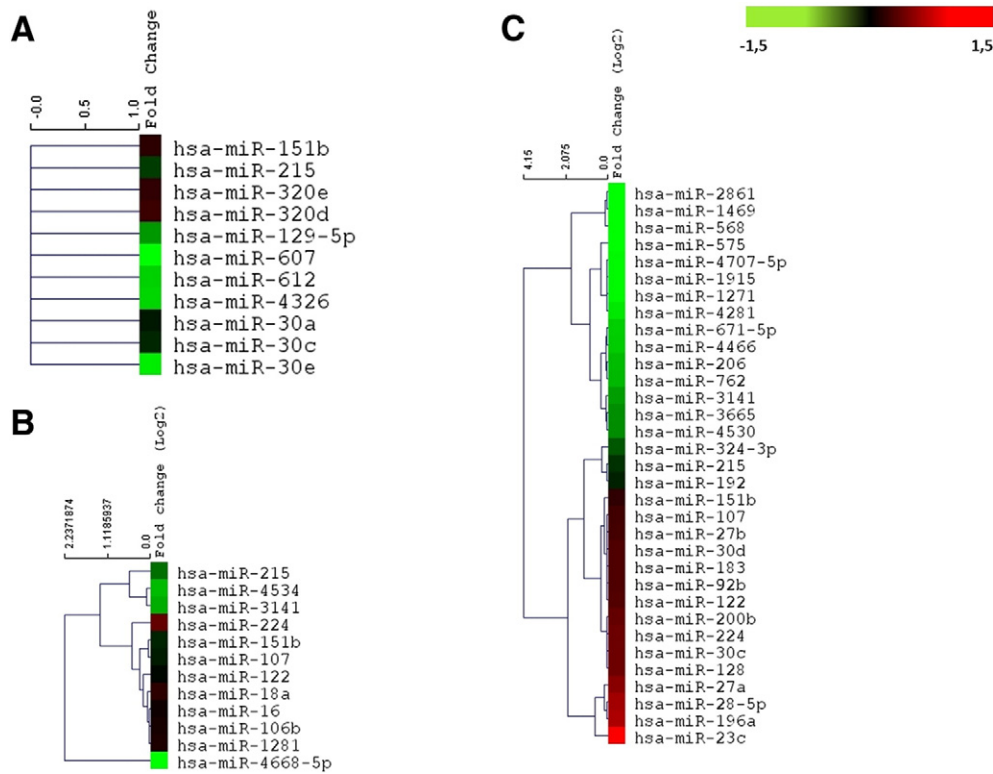 A
-0.0
0.5
1.0
Fold Change
hsa-miR-151b
hsa-miR-215
hsa-miR-320e
hsa-miR-320d
hsa-miR-129-5p
hsa-miR-607
hsa-miR-612
hsa-miR-4326
hsa-miR-30a
hsa-miR-30c
hsa-miR-30e
B
2.2371874
1.1185937
0.0
Fold change (Log2)
hsa-miR-215
hsa-miR-4534
hsa-miR-3141
hsa-miR-224
hsa-miR-151b
hsa-miR-107
hsa-miR-122
hsa-miR-18a
hsa-miR-16
hsa-miR-106b
hsa-miR-1281
hsa-miR-4668-5p
C
-1,5 1,5
4.15
2.075
0.0
Fold Change (Log2)
hsa-miR-2861
hsa-miR-1469
hsa-miR-568
hsa-miR-575
hsa-miR-4707-5p
hsa-miR-1915
hsa-miR-1271
hsa-miR-4281
hsa-miR-671-5p
hsa-miR-4466
hsa-miR-206
hsa-miR-762
hsa-miR-3141
hsa-miR-3665
hsa-miR-4530
hsa-miR-324-3p
hsa-miR-215
hsa-miR-192
hsa-miR-151b
hsa-miR-107
hsa-miR-27b
hsa-miR-30d
hsa-miR-183
hsa-miR-92b
hsa-miR-122
hsa-miR-200b
hsa-miR-224
hsa-miR-30c
hsa-miR-128
hsa-miR-27a
hsa-miR-28-5p
hsa-miR-196a
hsa-miR-23c